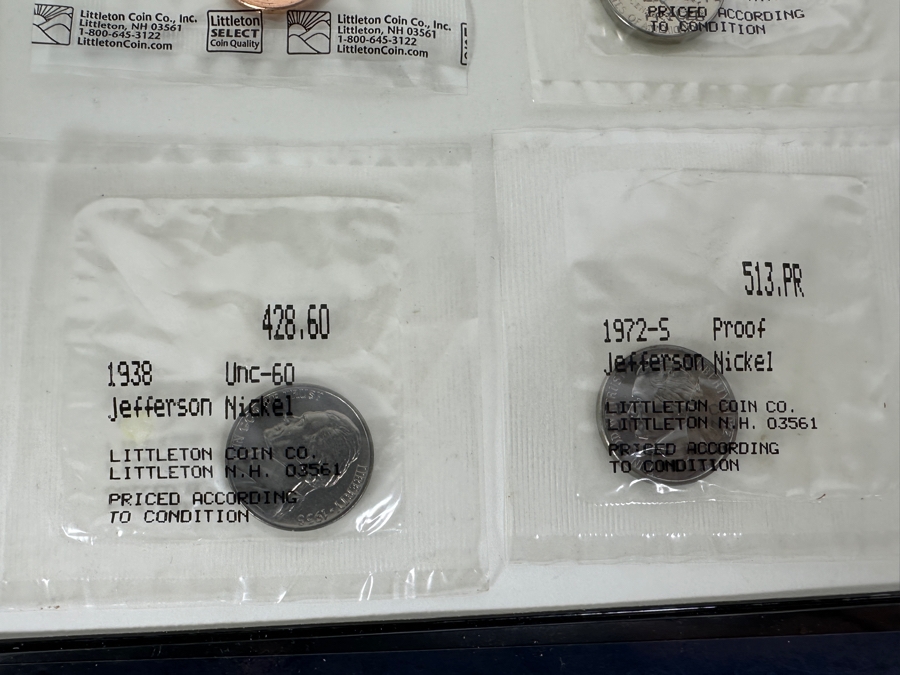 Littleton Coin Co., Inc.
Littleton, NH 03561
1-800-645-3122
LittletonCoin.com
Littleton
SELECT
Coin Quality
Littleton Coin Co., Inc.
Littleton, NH 03561
1-800-645-3122
LittletonCoin.com
PRICED ACCORDING
TO CONDITION
428.60
1938 Unc-60
Jefferson Nickel
LITTLETON COIN CO.
LITTLETON N.H. 03561
PRICED ACCORDING
TO CONDITION
LIBERTY 1938
513.PR
1972-S Proof
Jefferson Nickel
LITTLETON COIN CO.
LITTLETON N.H. 03561
PRICED ACCORDING
TO CONDITION